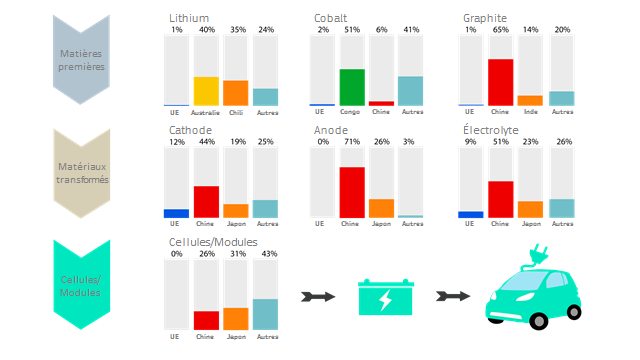 Matières
premières
Lithium
1% 40% 35% 24%
UE Australie Chili Autres
Cobalt
2% 51% 6% 41%
UE Congo Chine Autres
Graphite
1% 65% 14% 20%
UE Chine Inde Autres
Matériaux
transformés
Cathode
12% 44% 19% 25%
UE Chine Japon Autres
Anode
0% 71% 26% 3%
UE Chine Japon Autres
Électrolyte
9% 51% 23% 26%
UE Chine Japon Autres
Cellules/
Modules
Cellules/Modules
0% 26% 31% 43%
UE Chine Japon Autres